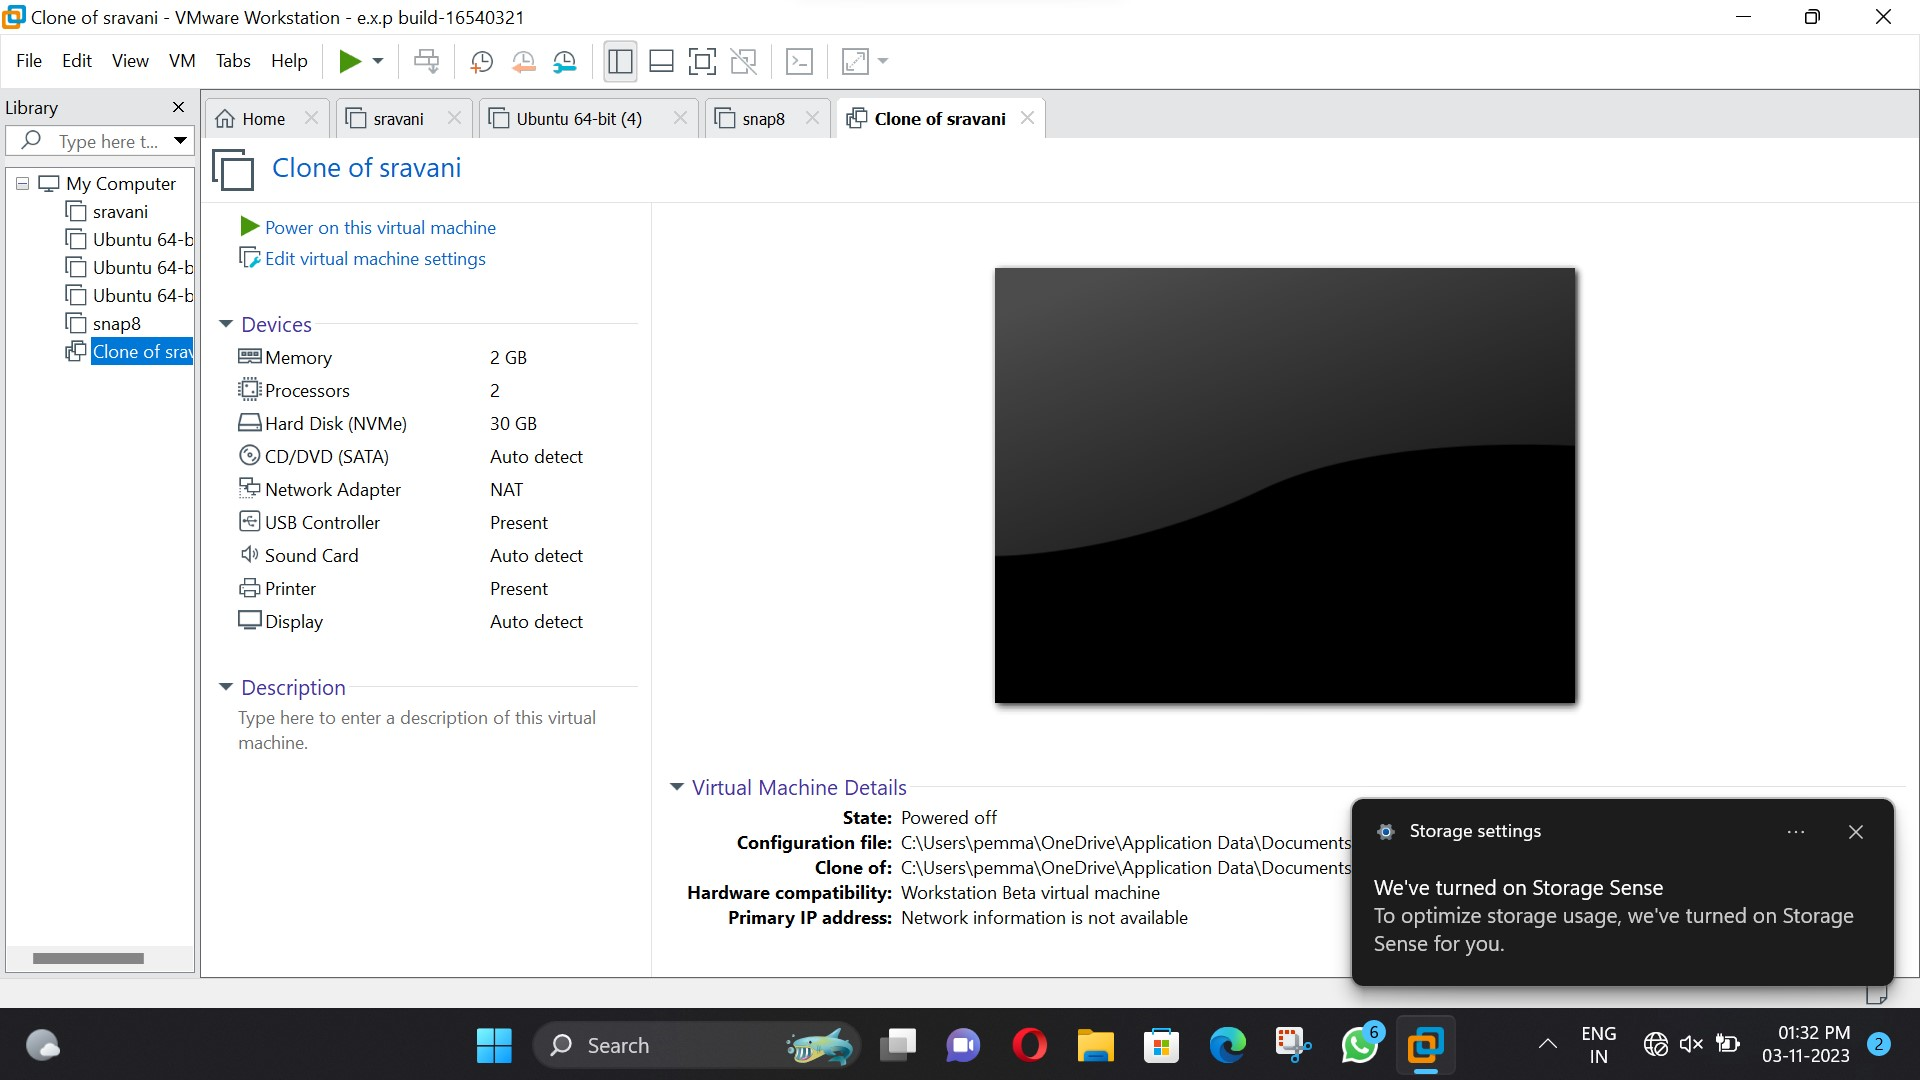 Clone of sravani - VMware Workstation - e.x.p build-16540321
File Edit View VM Tabs Help
Library
Type here t...
My Computer
sravani
Ubuntu 64-b
Ubuntu 64-b
Ubuntu 64-b
snap8
Clone of srav
Home
sravani
Ubuntu 64-bit (4)
snap8
Clone of sravani
Clone of sravani
Power on this virtual machine
Edit virtual machine settings
Devices
Memory 2 GB
Processors 2
Hard Disk (NVMe) 30 GB
CD/DVD (SATA) Auto detect
Network Adapter NAT
USB Controller Present
Sound Card Auto detect
Printer Present
Display Auto detect
Description
Type here to enter a description of this virtual
machine.
Virtual Machine Details
State: Powered off
Configuration file: C:\Users\pemma\OneDrive\Application Data\Documents
Clone of: C:\Users\pemma\OneDrive\Application Data\Documents
Hardware compatibility: Workstation Beta virtual machine
Primary IP address: Network information is not available
Storage settings
We've turned on Storage Sense
To optimize storage usage, we've turned on Storage
Sense for you.
Search
6
ENG
IN
01:32 PM
03-11-2023
2